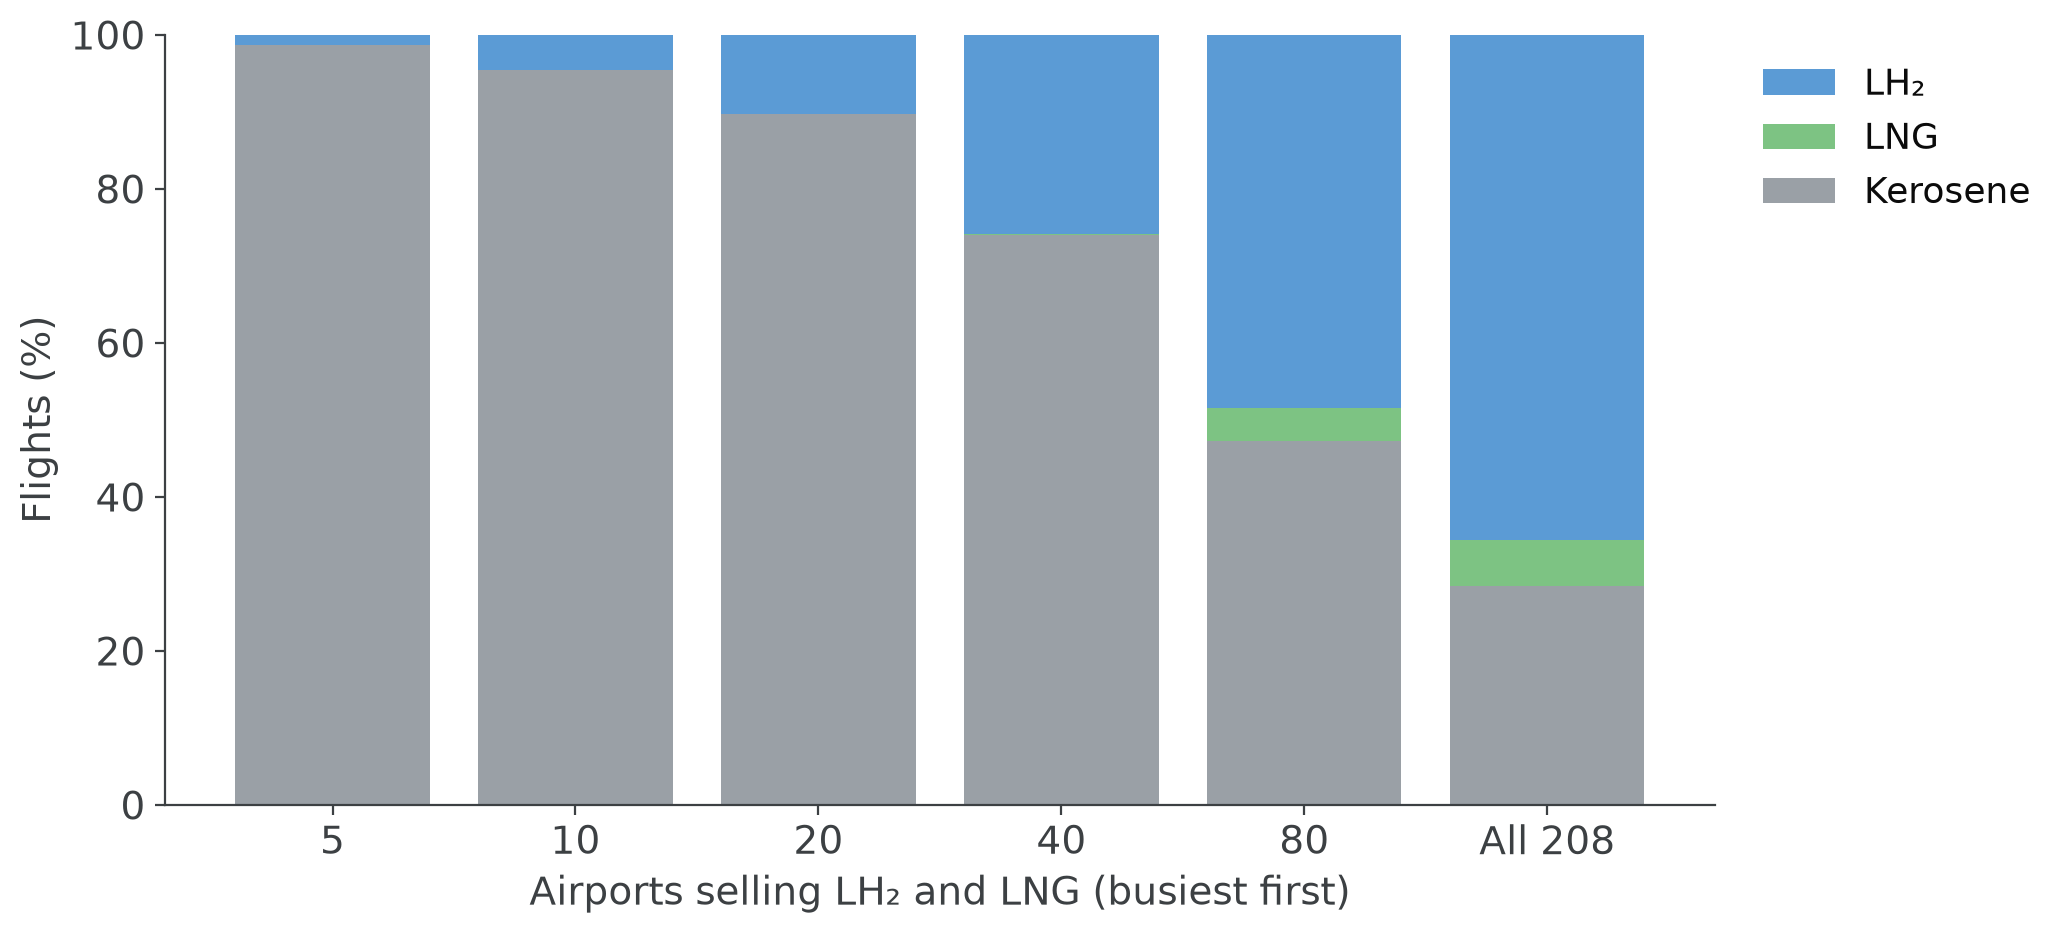 100
80
60
40
20
0
Flights (%)
5 10 20 40 80 All 208
Airports selling LH₂ and LNG (busiest first)
LH₂
LNG
Kerosene